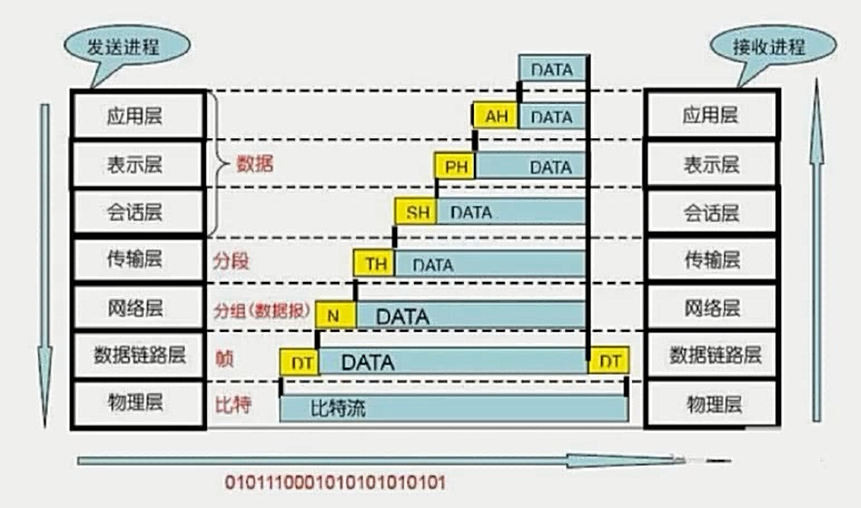 发送进程
接收进程
DATA
应用层
AH
DATA
应用层
表示层
数据
PH
DATA
表示层
会话层
SH
DATA
会话层
传输层
分段
TH
DATA
传输层
网络层
分组(数据报)
N
DATA
网络层
数据链路层
帧
DT
DATA
DT
数据链路层
物理层
比特
比特流
物理层
0101110001010101010101